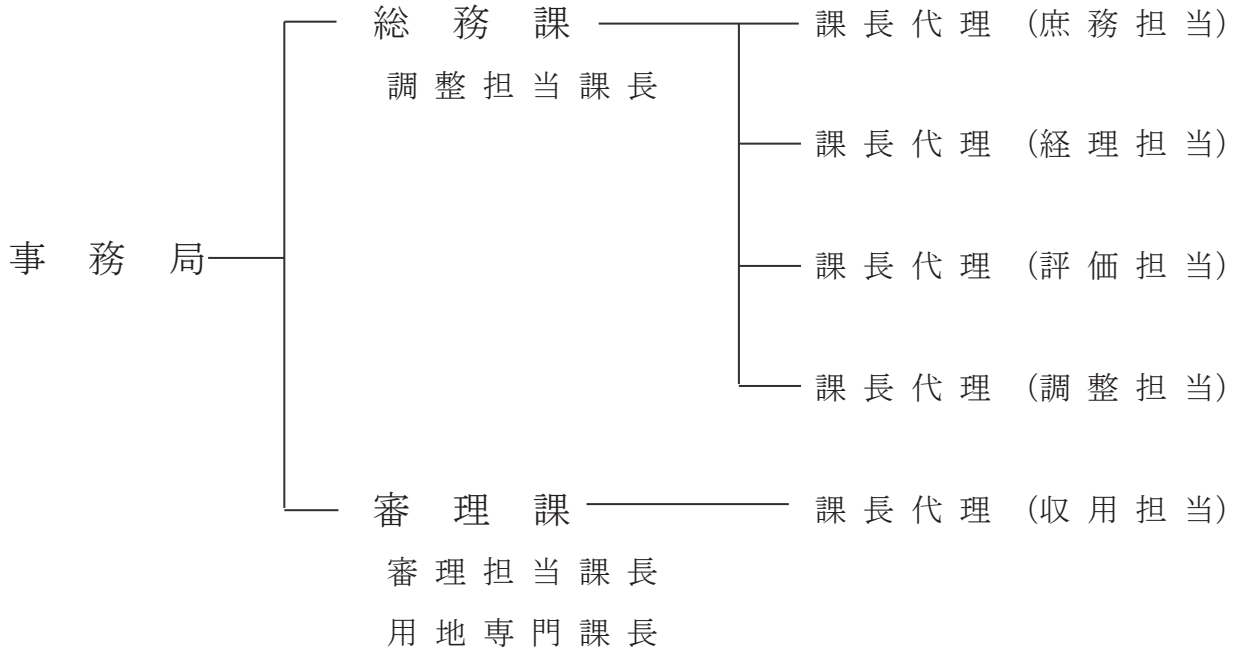 総務課 課長代理（庶務担当）
調整担当課長
課長代理（経理担当）
事務局 課長代理（評価担当）
課長代理（調整担当）
審理課 課長代理（収用担当）
審理担当課長
用地専門課長